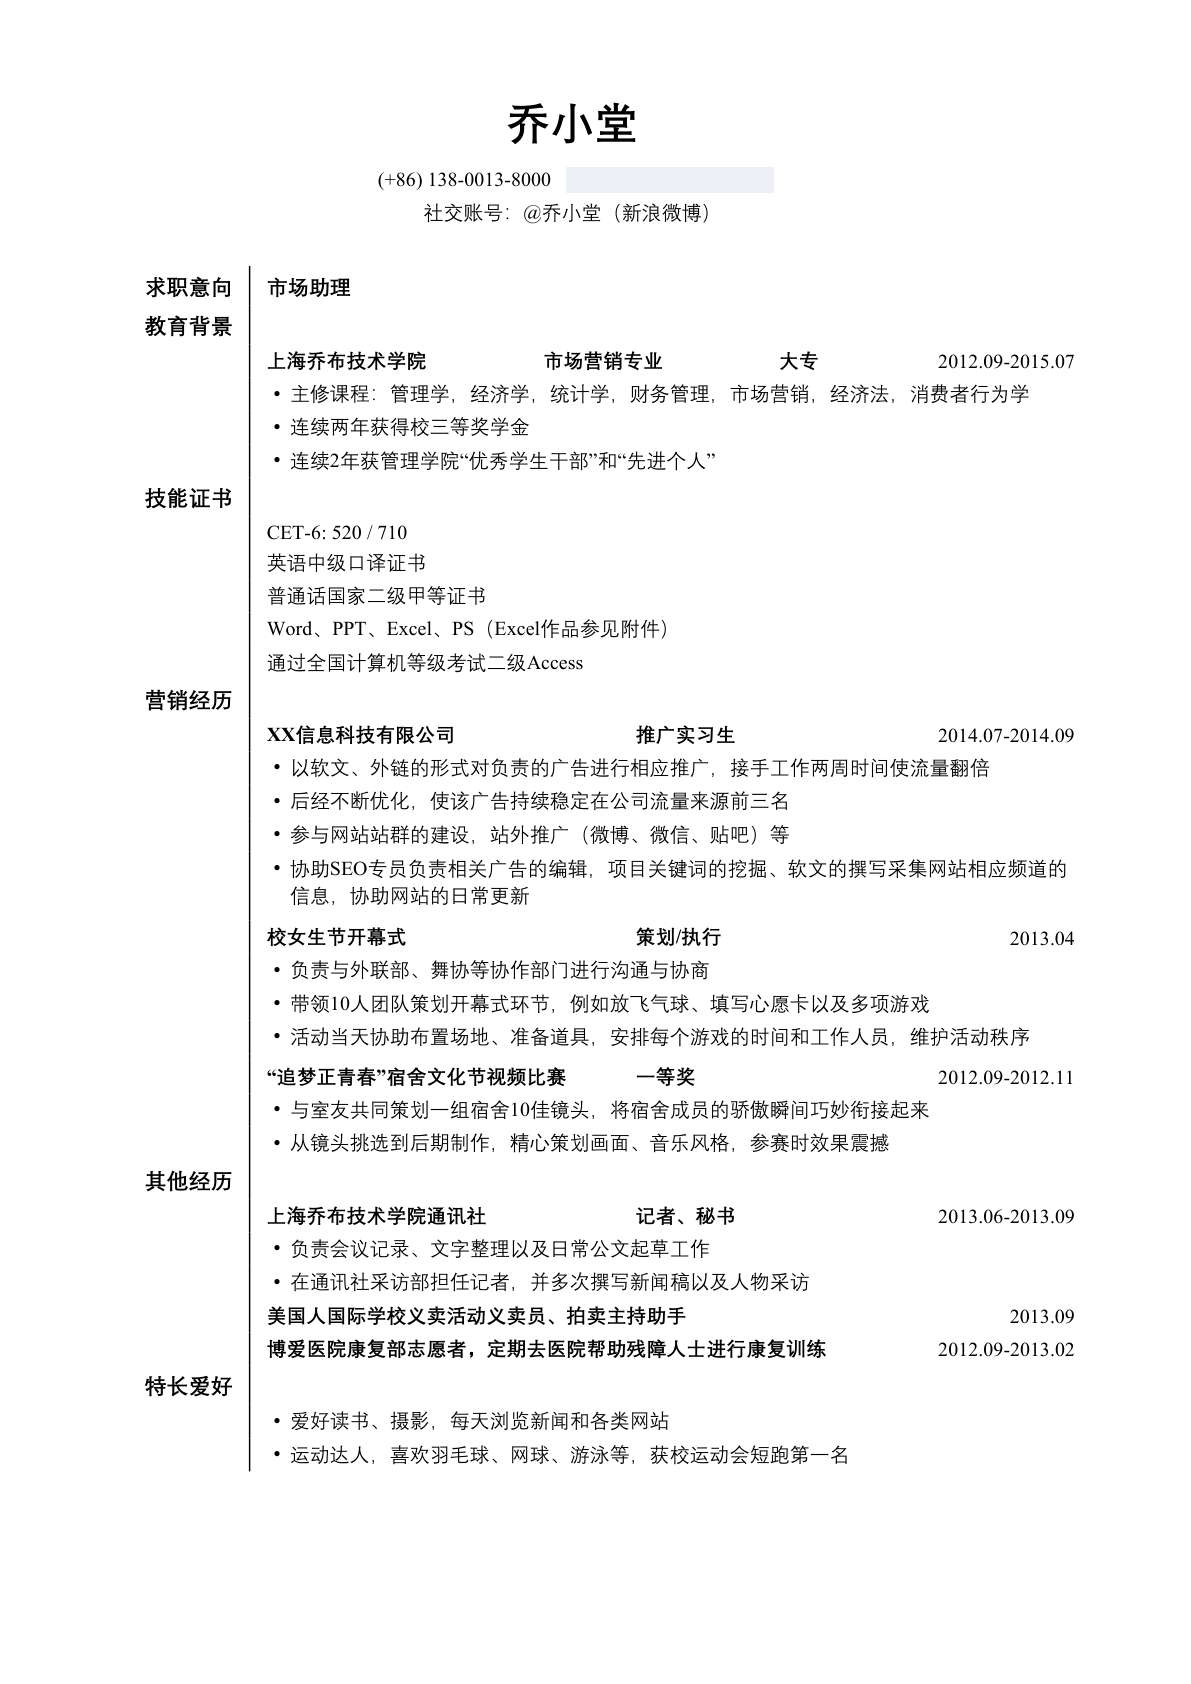 乔小堂
(+86) 138-0013-8000
社交账号：@乔小堂（新浪微博）
求职意向 市场助理
教育背景
上海乔布技术学院 市场营销专业 大专 2012.09-2015.07
• 主修课程：管理学，经济学，统计学，财务管理，市场营销，经济法，消费者行为学
• 连续两年获得校三等奖学金
• 连续2年获管理学院“优秀学生干部”和“先进个人”
技能证书
CET-6: 520 / 710
英语中级口译证书
普通话国家二级甲等证书
Word、PPT、Excel、PS（Excel作品参见附件）
通过全国计算机等级考试二级Access
营销经历
XX信息科技有限公司 推广实习生 2014.07-2014.09
• 以软文、外链的形式对负责的广告进行相应推广，接手工作两周时间使流量翻倍
• 后经不断优化，使该广告持续稳定在公司流量来源前三名
• 参与网站站群的建设，站外推广（微博、微信、贴吧）等
• 协助SEO专员负责相关广告的编辑，项目关键词的挖掘、软文的撰写采集网站相应频道的
信息，协助网站的日常更新
校女生节开幕式 策划/执行 2013.04
• 负责与外联部、舞协等协作部门进行沟通与协商
• 带领10人团队策划开幕式环节，例如放飞气球、填写心愿卡以及多项游戏
• 活动当天协助布置场地、准备道具，安排每个游戏的时间和工作人员，维护活动秩序
“追梦正青春”宿舍文化节视频比赛 一等奖 2012.09-2012.11
• 与室友共同策划一组宿舍10佳镜头，将宿舍成员的骄傲瞬间巧妙衔接起来
• 从镜头挑选到后期制作，精心策划画面、音乐风格，参赛时效果震撼
其他经历
上海乔布技术学院通讯社 记者、秘书 2013.06-2013.09
• 负责会议记录、文字整理以及日常公文起草工作
• 在通讯社采访部担任记者，并多次撰写新闻稿以及人物采访
美国人国际学校义卖活动义卖员、拍卖主持助手 2013.09
博爱医院康复部志愿者，定期去医院帮助残障人士进行康复训练 2012.09-2013.02
特长爱好
• 爱好读书、摄影，每天浏览新闻和各类网站
• 运动达人，喜欢羽毛球、网球、游泳等，获校运动会短跑第一名